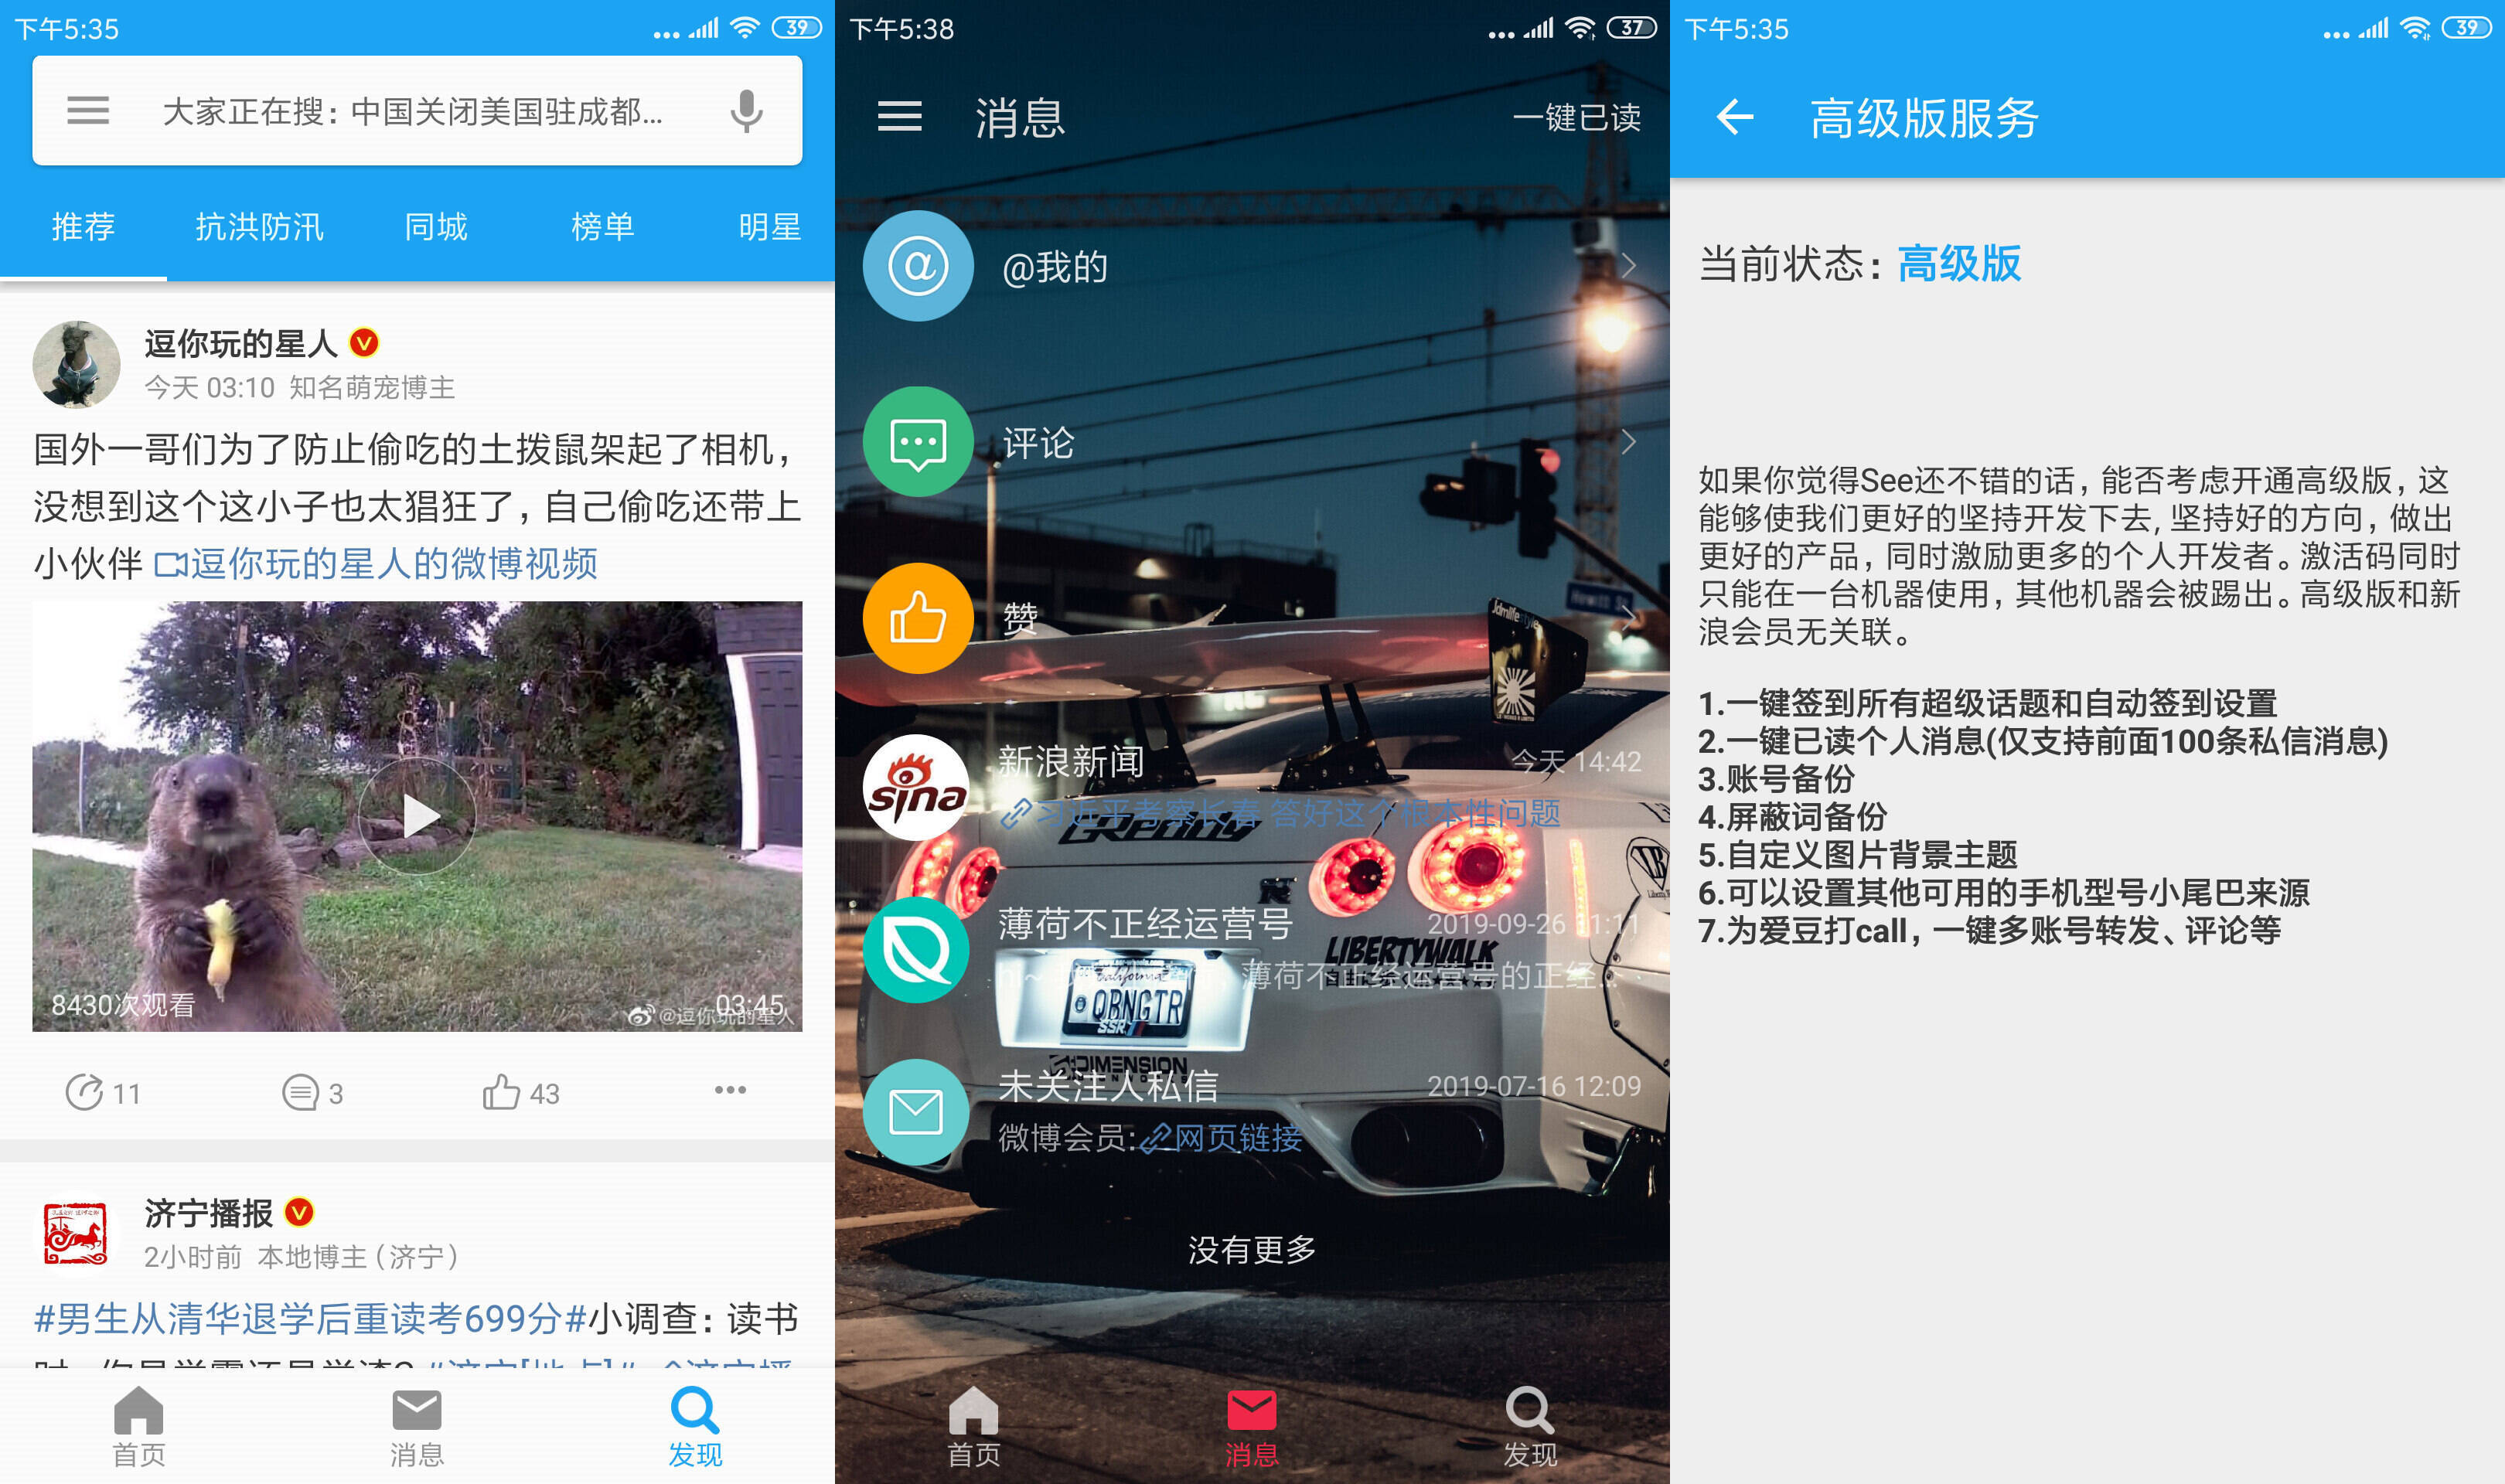 下午5:35
39
大家正在搜：中国关闭美国驻成都...
推荐 抗洪防汛 同城 榜单 明星
逗你玩的星人
今天 03:10 知名萌宠博主
国外一哥们为了防止偷吃的土拨鼠架起了相机，
没想到这个这小子也太猖狂了，自己偷吃还带上
小伙伴 逗你玩的星人的微博视频
8430次观看
03:45
@逗你玩的星人
11 3 43
济宁播报
2小时前 本地博主（济宁）
#男生从清华退学后重读考699分#小调查：读书
首页 消息 发现
下午5:38
37
消息
一键已读
@我的
评论
赞
新浪新闻
今天 14:42
sina
习近平考察长春 答好这个根本性问题
薄荷不正经运营号
2019-09-26 11:11
薄荷不正经运营号的正经...
LIBERTYWALK
California
QBNGTR
SSR
DIMENSION
未关注人私信
2019-07-16 12:09
微博会员:网页链接
没有更多
首页 消息 发现
下午5:35
39
高级版服务
当前状态：高级版
如果你觉得See还不错的话，能否考虑开通高级版，这
能够使我们更好的坚持开发下去, 坚持好的方向，做出
更好的产品，同时激励更多的个人开发者。激活码同时
只能在一台机器使用，其他机器会被踢出。高级版和新
浪会员无关联。
1.一键签到所有超级话题和自动签到设置
2.一键已读个人消息(仅支持前面100条私信消息)
3.账号备份
4.屏蔽词备份
5.自定义图片背景主题
6.可以设置其他可用的手机型号小尾巴来源
7.为爱豆打call，一键多账号转发、评论等